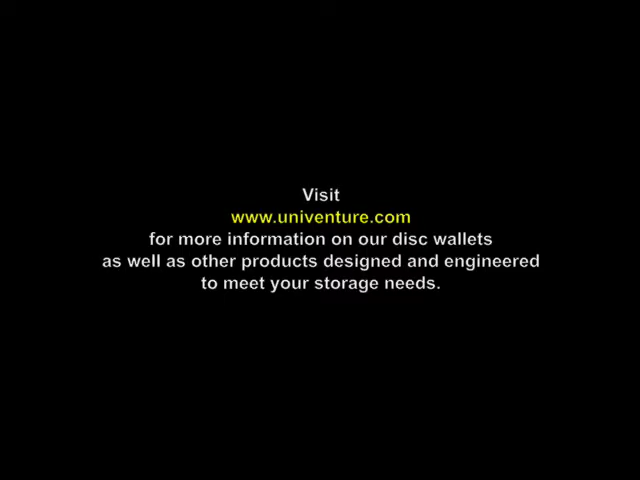 Visit
www.univenture.com
for more information on our disc wallets
as well as other products designed and engineered
to meet your storage needs.